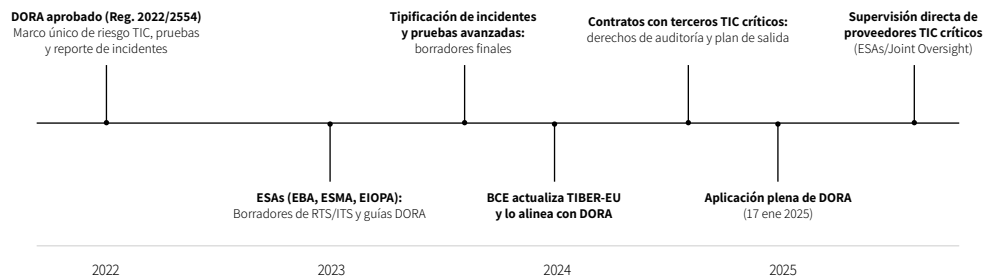 DORA aprobado (Reg. 2022/2554)
Marco único de riesgo TIC, pruebas
y reporte de incidentes
Tipificación de incidentes
y pruebas avanzadas:
borradores finales
Contratos con terceros TIC críticos:
derechos de auditoría y plan de salida
Supervisión directa de
proveedores TIC críticos
(ESAs/Joint Oversight)
ESAs (EBA, ESMA, EIOPA):
Borradores de RTS/ITS y guías DORA
BCE actualiza TIBER-EU
y lo alinea con DORA
Aplicación plena de DORA
(17 ene 2025)
2022
2023
2024
2025